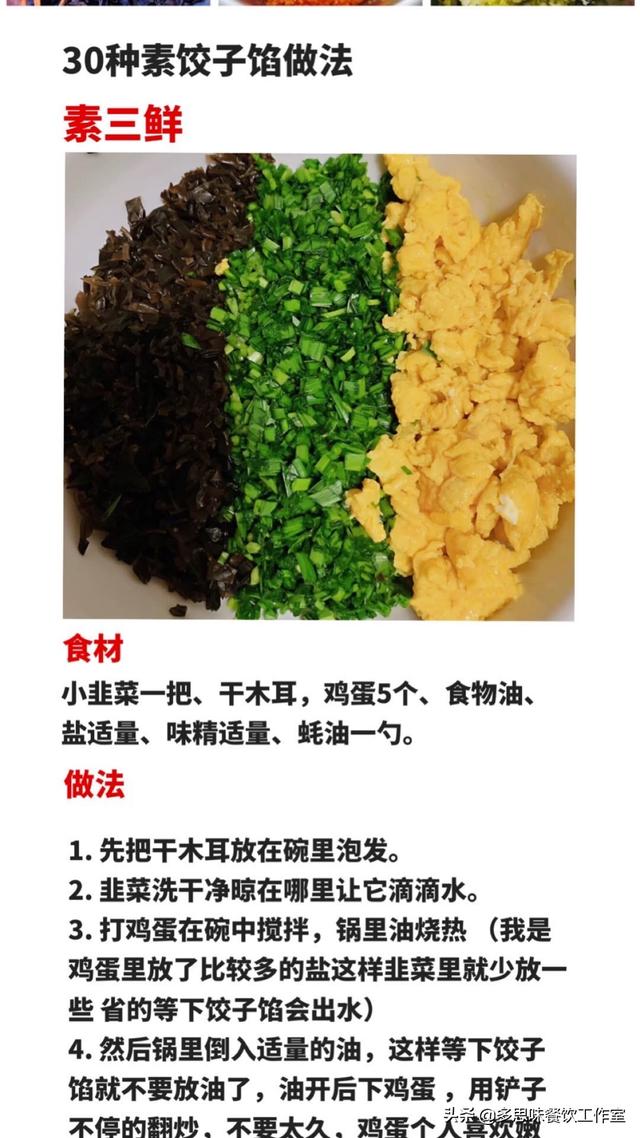 30种素饺子馅做法
素三鲜
食材
小韭菜一把、干木耳，鸡蛋5个、食物油、
盐适量、味精适量、蚝油一勺。
做法
1. 先把干木耳放在碗里泡发。
2. 韭菜洗干净晾在哪里让它滴滴水。
3. 打鸡蛋在碗中搅拌，锅里油烧热 （我是
鸡蛋里放了比较多的盐这样韭菜里就少放一
些 省的等下饺子馅会出水）
4. 然后锅里倒入适量的油，这样等下饺子
馅就不要放油了，油开后下鸡蛋 ，用铲子
不停的翻炒，不要太久，鸡蛋个人喜欢嫩
头条 @多思味餐饮工作室